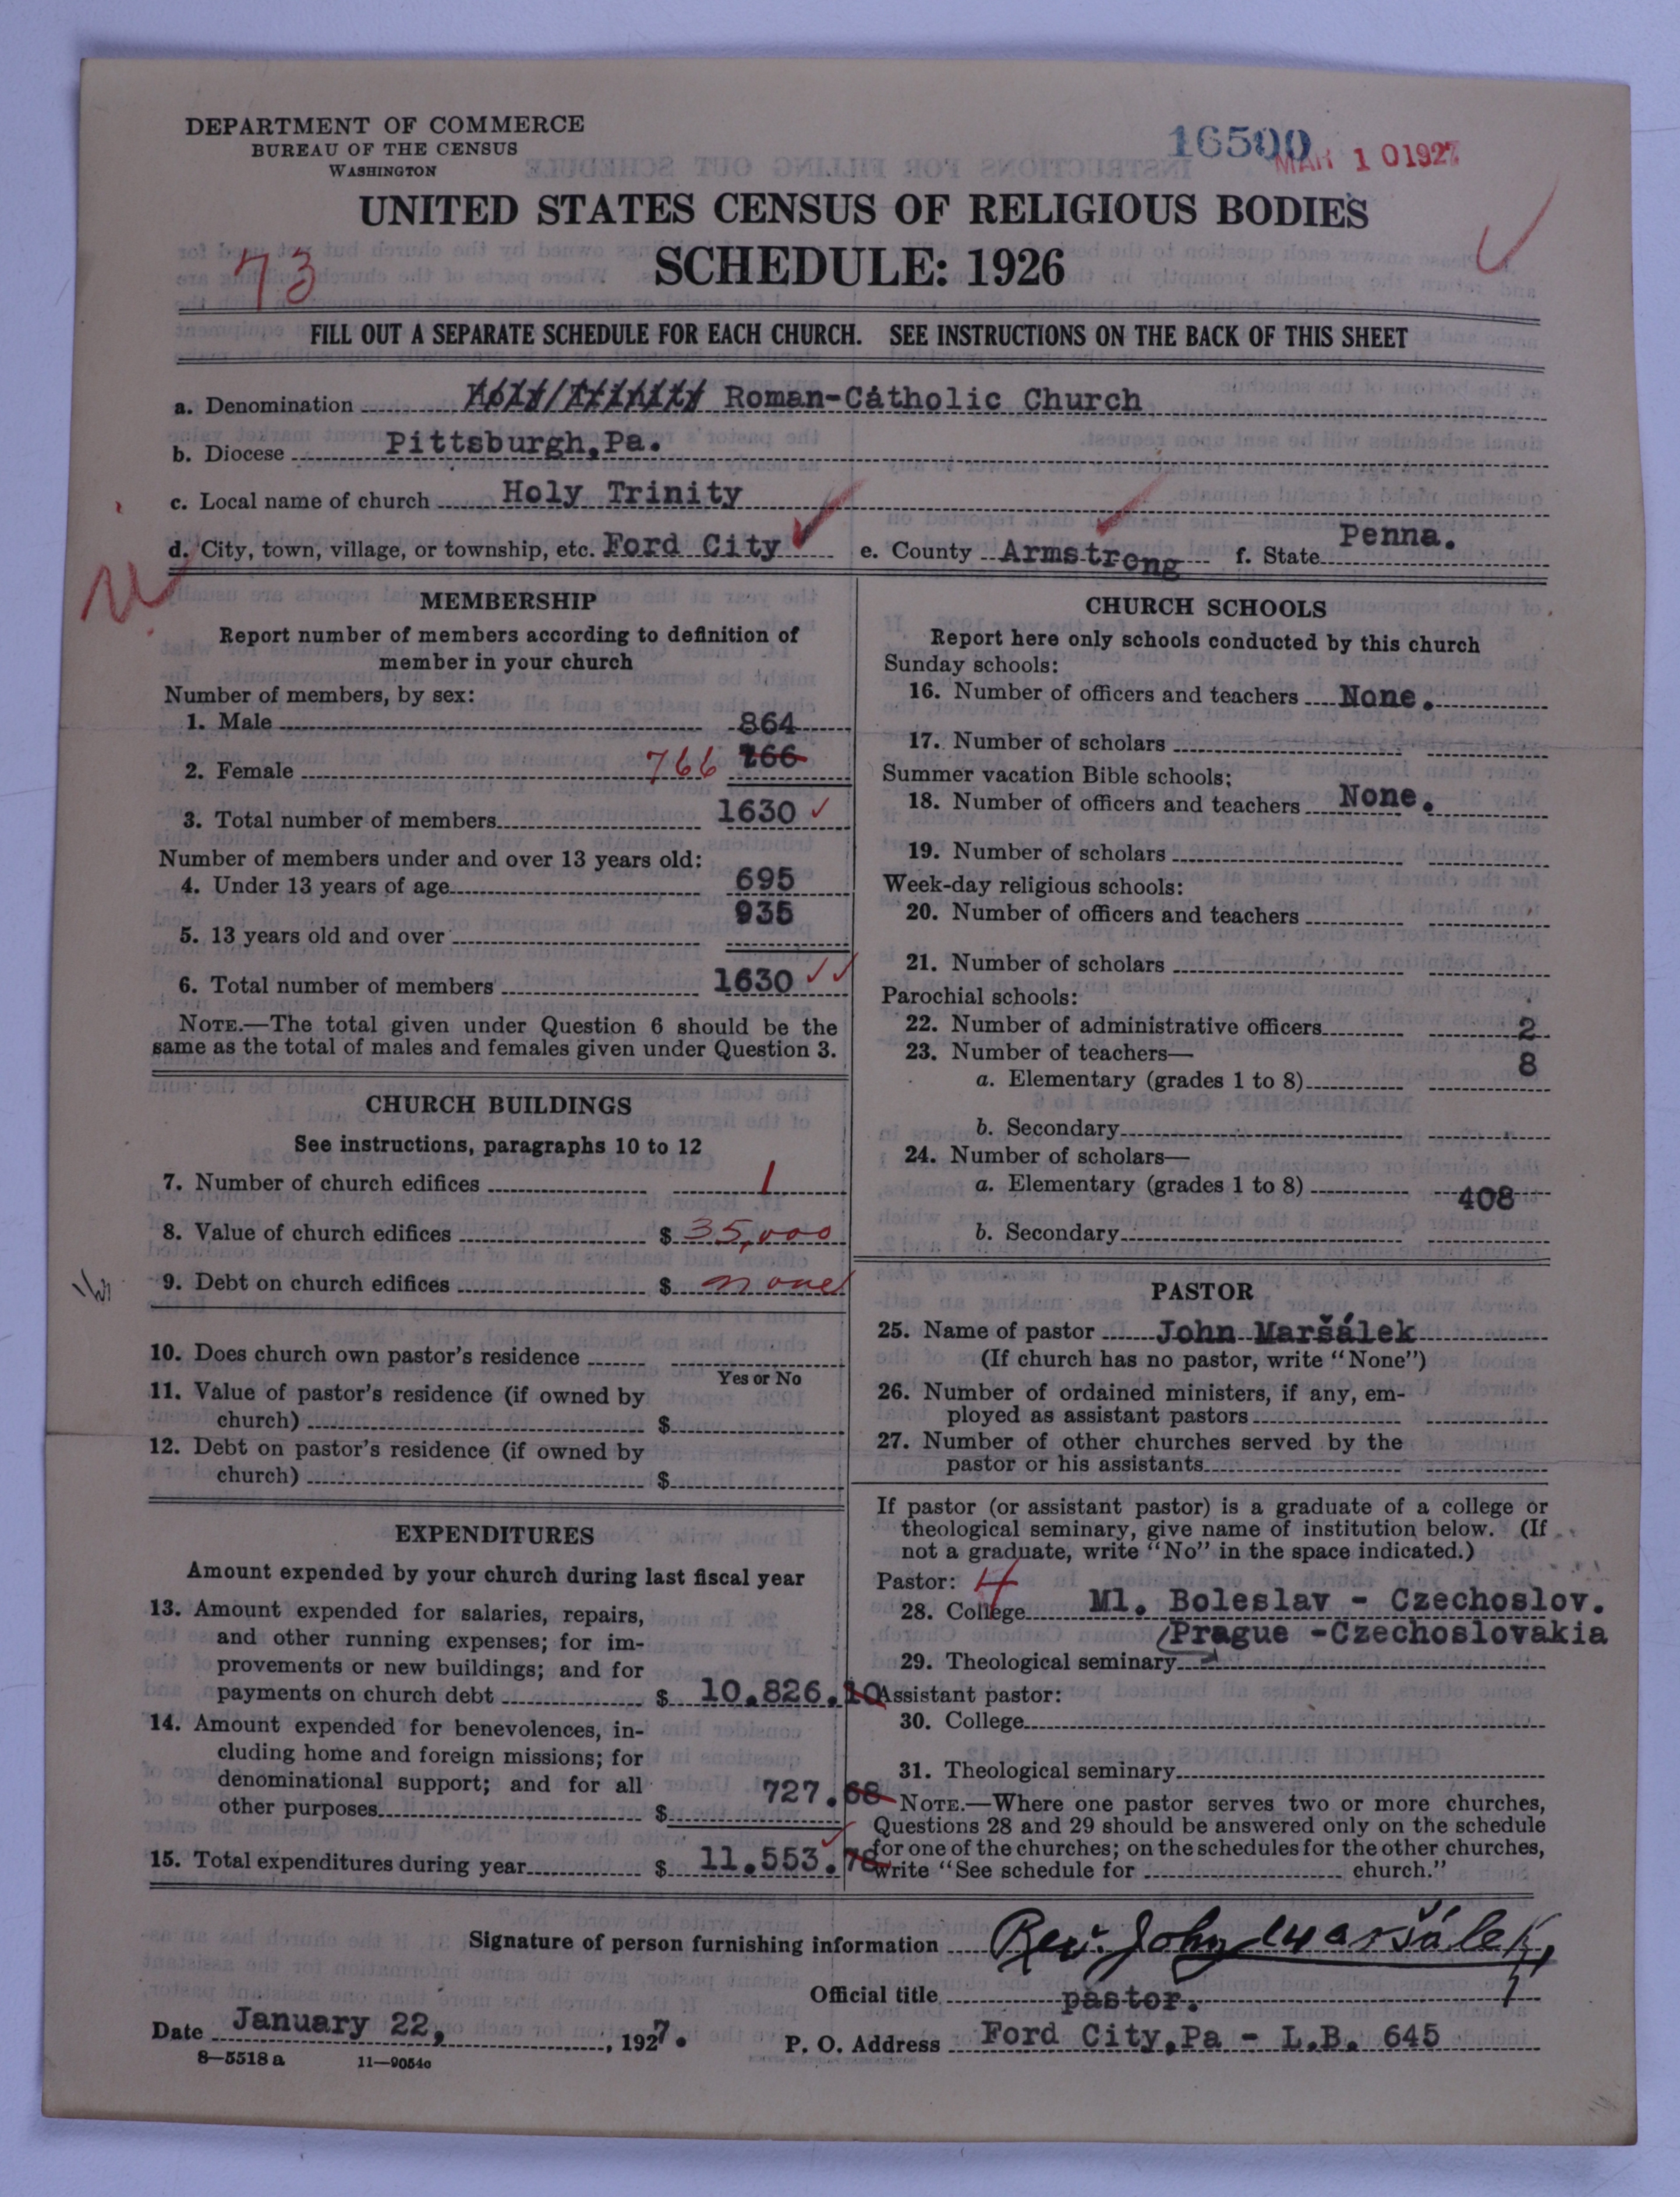 DEPARTMENT OF COMMERCE
BUREAU OF THE CENSUS
WASHINGTON
16500
MAR 10 1927
UNITED STATES CENSUS OF RELIGIOUS BODIES
SCHEDULE: 1926
73
FILL OUT A SEPARATE SCHEDULE FOR EACH CHURCH. SEE INSTRUCTIONS ON THE BACK OF THIS SHEET
a. Denomination Holy Trinity Roman-Catholic Church
b. Diocese Pittsburgh,Pa.
c. Local name of church Holy Trinity
d. City, town, village, or township, etc. Ford City e. County Armstrong f. State Penna.
MEMBERSHIP
Report number of members according to definition of
member in your church
Number of members, by sex:
1. Male 864
2. Female 766 766
3. Total number of members 1630
Number of members under and over 13 years old:
4. Under 13 years of age 695
5. 13 years old and over 935
6. Total number of members 1630
NOTE.—The total given under Question 6 should be the
same as the total of males and females given under Question 3.
CHURCH BUILDINGS
See instructions, paragraphs 10 to 12
7. Number of church edifices 1
8. Value of church edifices $ 35,000
9. Debt on church edifices $ none
10. Does church own pastor's residence
Yes or No
11. Value of pastor's residence (if owned by
church) $
12. Debt on pastor's residence (if owned by
church) $
EXPENDITURES
Amount expended by your church during last fiscal year
13. Amount expended for salaries, repairs,
and other running expenses; for im-
provements or new buildings; and for
payments on church debt $ 10.826.10
14. Amount expended for benevolences, in-
cluding home and foreign missions; for
denominational support; and for all
other purposes $ 727.68
15. Total expenditures during year $ 11.553.78
CHURCH SCHOOLS
Report here only schools conducted by this church
Sunday schools:
16. Number of officers and teachers None.
17. Number of scholars
Summer vacation Bible schools:
18. Number of officers and teachers None.
19. Number of scholars
Week-day religious schools:
20. Number of officers and teachers
21. Number of scholars
Parochial schools:
22. Number of administrative officers 2
23. Number of teachers—
a. Elementary (grades 1 to 8) 8
b. Secondary
24. Number of scholars—
a. Elementary (grades 1 to 8) 408
b. Secondary
PASTOR
25. Name of pastor John Maršálek
(If church has no pastor, write "None")
26. Number of ordained ministers, if any, em-
ployed as assistant pastors
27. Number of other churches served by the
pastor or his assistants
If pastor (or assistant pastor) is a graduate of a college or
theological seminary, give name of institution below. (If
not a graduate, write "No" in the space indicated.)
Pastor: 4
28. College Ml. Boleslav - Czechoslov.
Prague -Czechoslovakia
29. Theological seminary
Assistant pastor:
30. College
31. Theological seminary
NOTE.—Where one pastor serves two or more churches,
Questions 28 and 29 should be answered only on the schedule
for one of the churches; on the schedules for the other churches,
write "See schedule for church."
Signature of person furnishing information Rev. John Maršálek,
Official title pastor.
Date January 22, 1927. P. O. Address Ford City,Pa - L.B. 645
8—5518 a 11—9054c